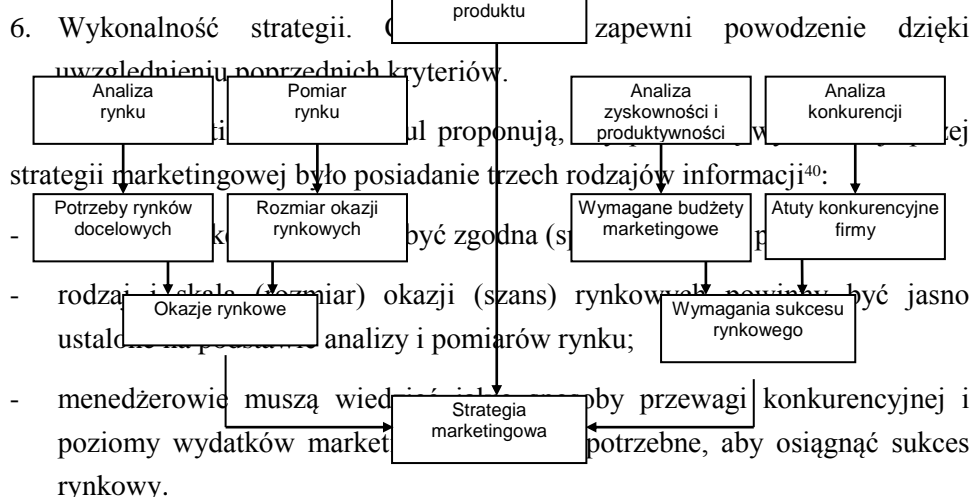 produktu
6. Wykonalność strategii. zapewni powodzenie dzięki
uwzględnieniu poprzednich kryteriów.
Analiza
rynku
Pomiar
rynku
Analiza
zyskowności i
produktywności
Analiza
konkurencji
ul proponują,
strategii marketingowej było posiadanie trzech rodzajów informacji⁴⁰:
Potrzeby rynków
docelowych
Rozmiar okazji
rynkowych
Wymagane budżety
marketingowe
Atuty konkurencyjne
firmy
- być zgodna
- rodzaj i skala (rozmiar) okazji (szans) rynkowych powinny być jasno
Okazje rynkowe
Wymagania sukcesu
rynkowego
ustalone na podstawie analizy i pomiarów rynku;
- menedżerowie muszą wiedzieć przewagi konkurencyjnej i
Strategia
marketingowa
poziomy wydatków potrzebne, aby osiągnąć sukces
rynkowy.